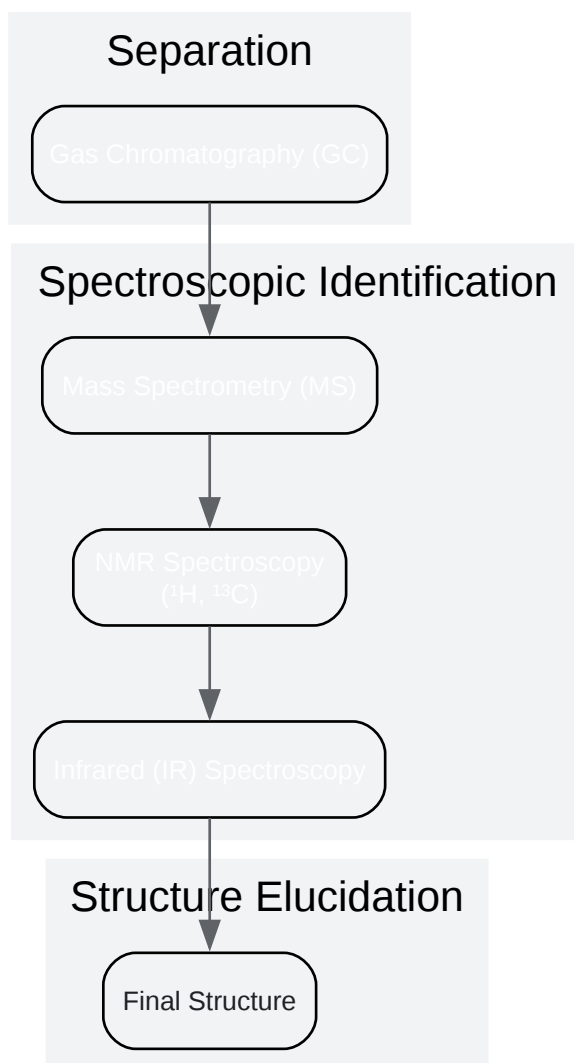 Separation
Gas Chromatography (GC)
Spectroscopic Identification
Mass Spectrometry (MS)
NMR Spectroscopy
(¹H, ¹³C)
Infrared (IR) Spectroscopy
Structure Elucidation
Final Structure